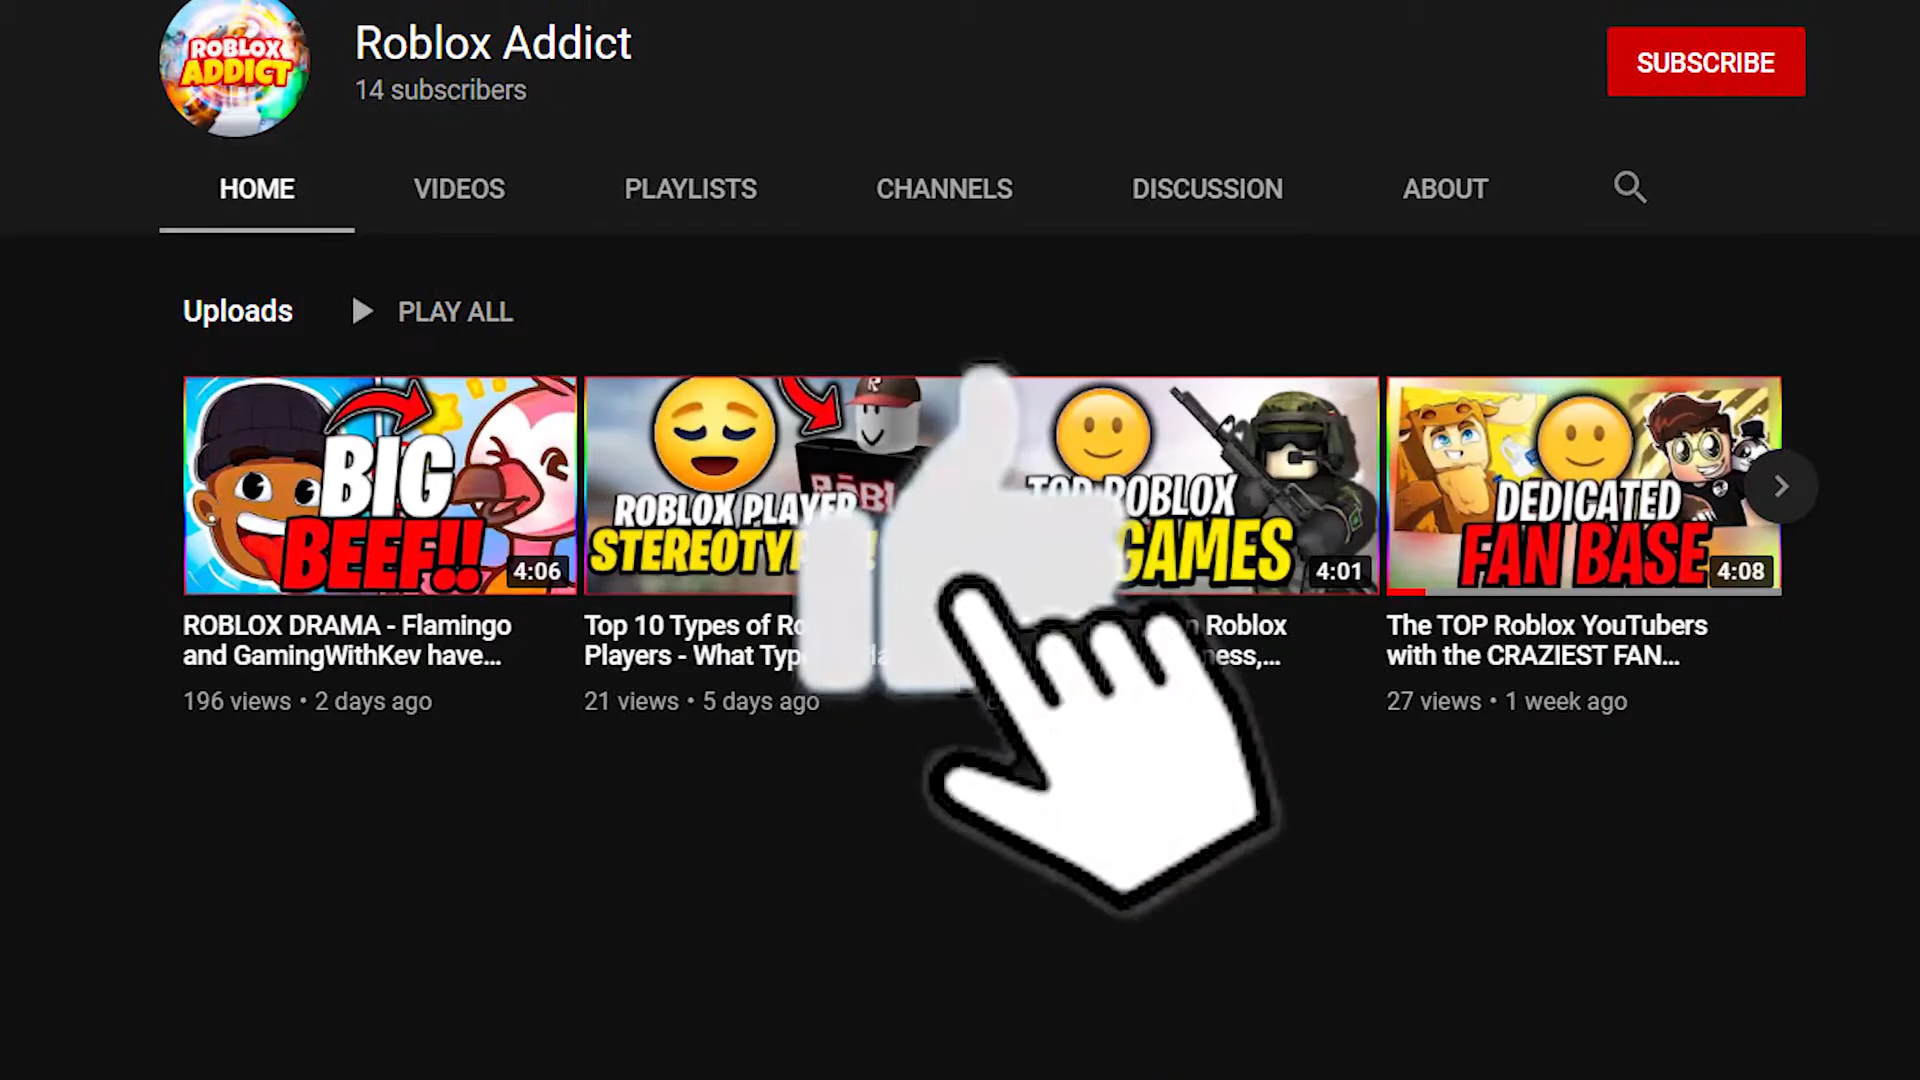 ROBLOX
ADDICT
Roblox Addict
14 subscribers
SUBSCRIBE
HOME
VIDEOS
PLAYLISTS
CHANNELS
DISCUSSION
ABOUT
Uploads
PLAY ALL
BIG
BEEF!!
4:06
ROBLOX PLAYER
TOP ROBLOX
GAMES
4:01
DEDICATED
FAN BASE
4:08
ROBLOX DRAMA - Flamingo
and GamingWithKev have...
196 views • 2 days ago
Top 10 Types of
Players - What
21 views • 5 days ago
Roblox
The TOP Roblox YouTubers
with the CRAZIEST FAN...
27 views • 1 week ago